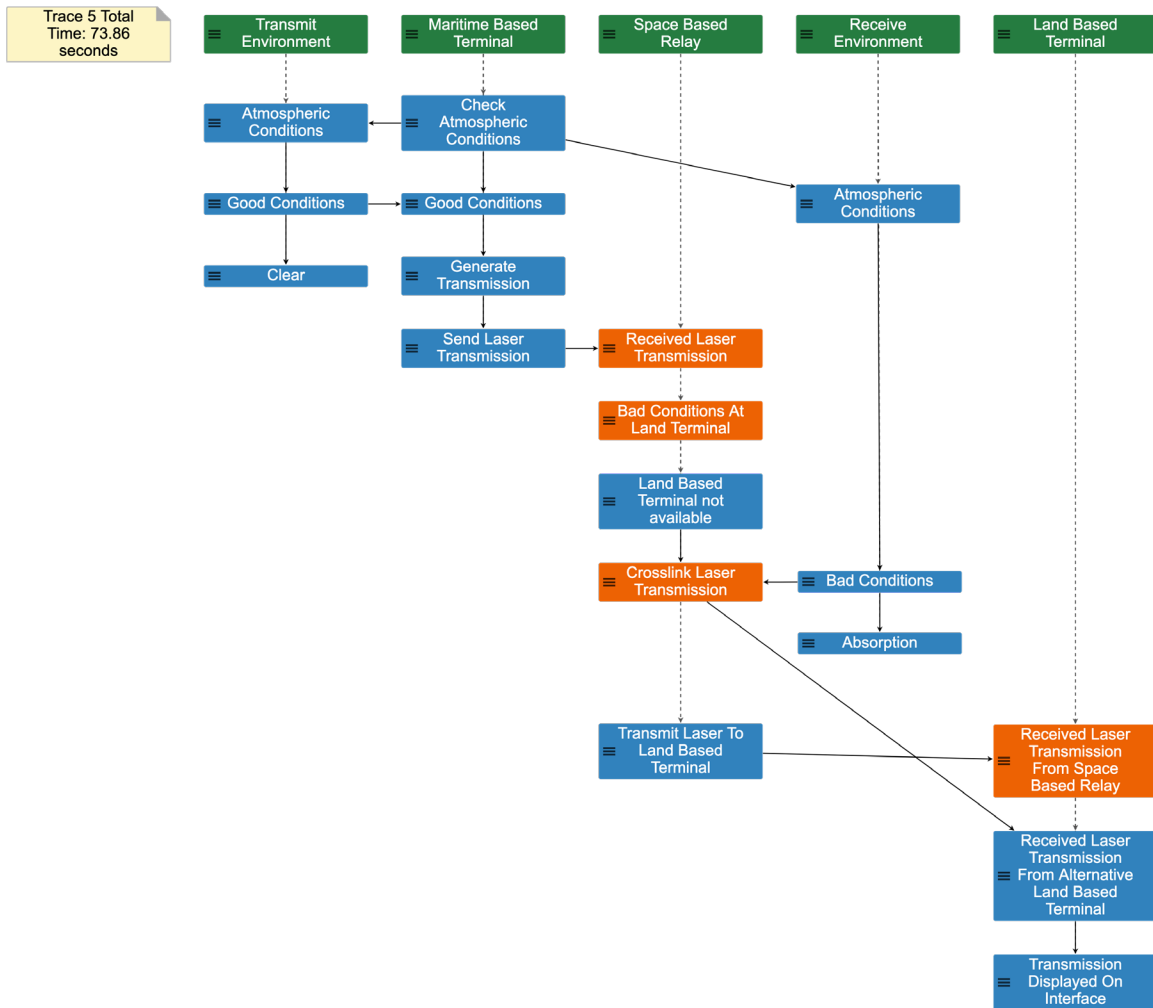 Trace 5 Total
Time: 73.86
seconds
Transmit
Environment
Maritime Based
Terminal
Space Based
Relay
Receive
Environment
Land Based
Terminal
Atmospheric
Conditions
Check
Atmospheric
Conditions
Atmospheric
Conditions
Good Conditions
Good Conditions
Clear
Generate
Transmission
Send Laser
Transmission
Received Laser
Transmission
Bad Conditions At
Land Terminal
Land Based
Terminal not
available
Crosslink Laser
Transmission
Bad Conditions
Absorption
Transmit Laser To
Land Based
Terminal
Received Laser
Transmission
From Space
Based Relay
Received Laser
Transmission
From Alternative
Land Based
Terminal
Transmission
Displayed On
Interface